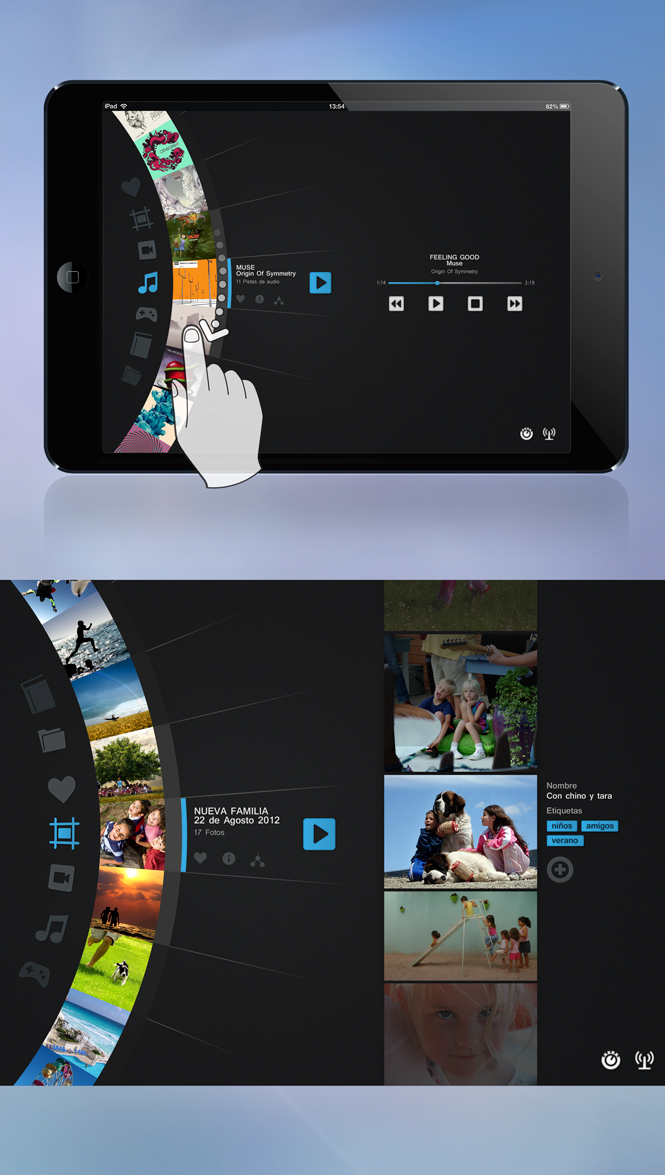 iPad
13:54
82%
MUSE
Origin Of Symmetry
11 Pistas de audio
FEELING GOOD
Muse
Origin Of Symmetry
1:14
3:19
NUEVA FAMILIA
22 de Agosto 2012
17 Fotos
Nombre
Con chino y tara
Etiquetas
niños amigos
verano